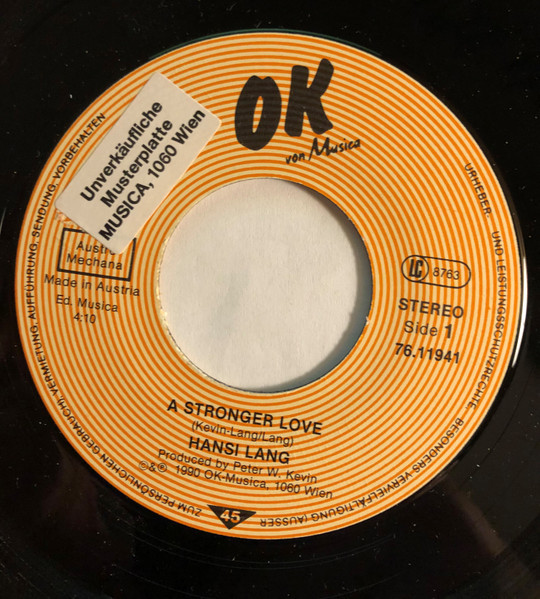 OK
von Musica
Unverkäufliche
Musterplatte
MUSICA, 1060 Wien
Mechana
Made in Austria
Ed. Musica
4:10
LC 8763
STEREO
Side 1
76.11941
A STRONGER LOVE
(Kevin-Lang/Lang)
HANSI LANG
Produced by Peter W. Kevin
©&℗ 1990 OK-Musica, 1060 Wien
45
URHEBER- UND LEISTUNGSSCHUTZRECHTE, BESONDERS VERVIELFÄLTIGUNG (AUSSER ZUM PERSÖNLICHEN GEBRAUCH), VERMIETUNG, AUFFÜHRUNG, SENDUNG, VORBEHALTEN